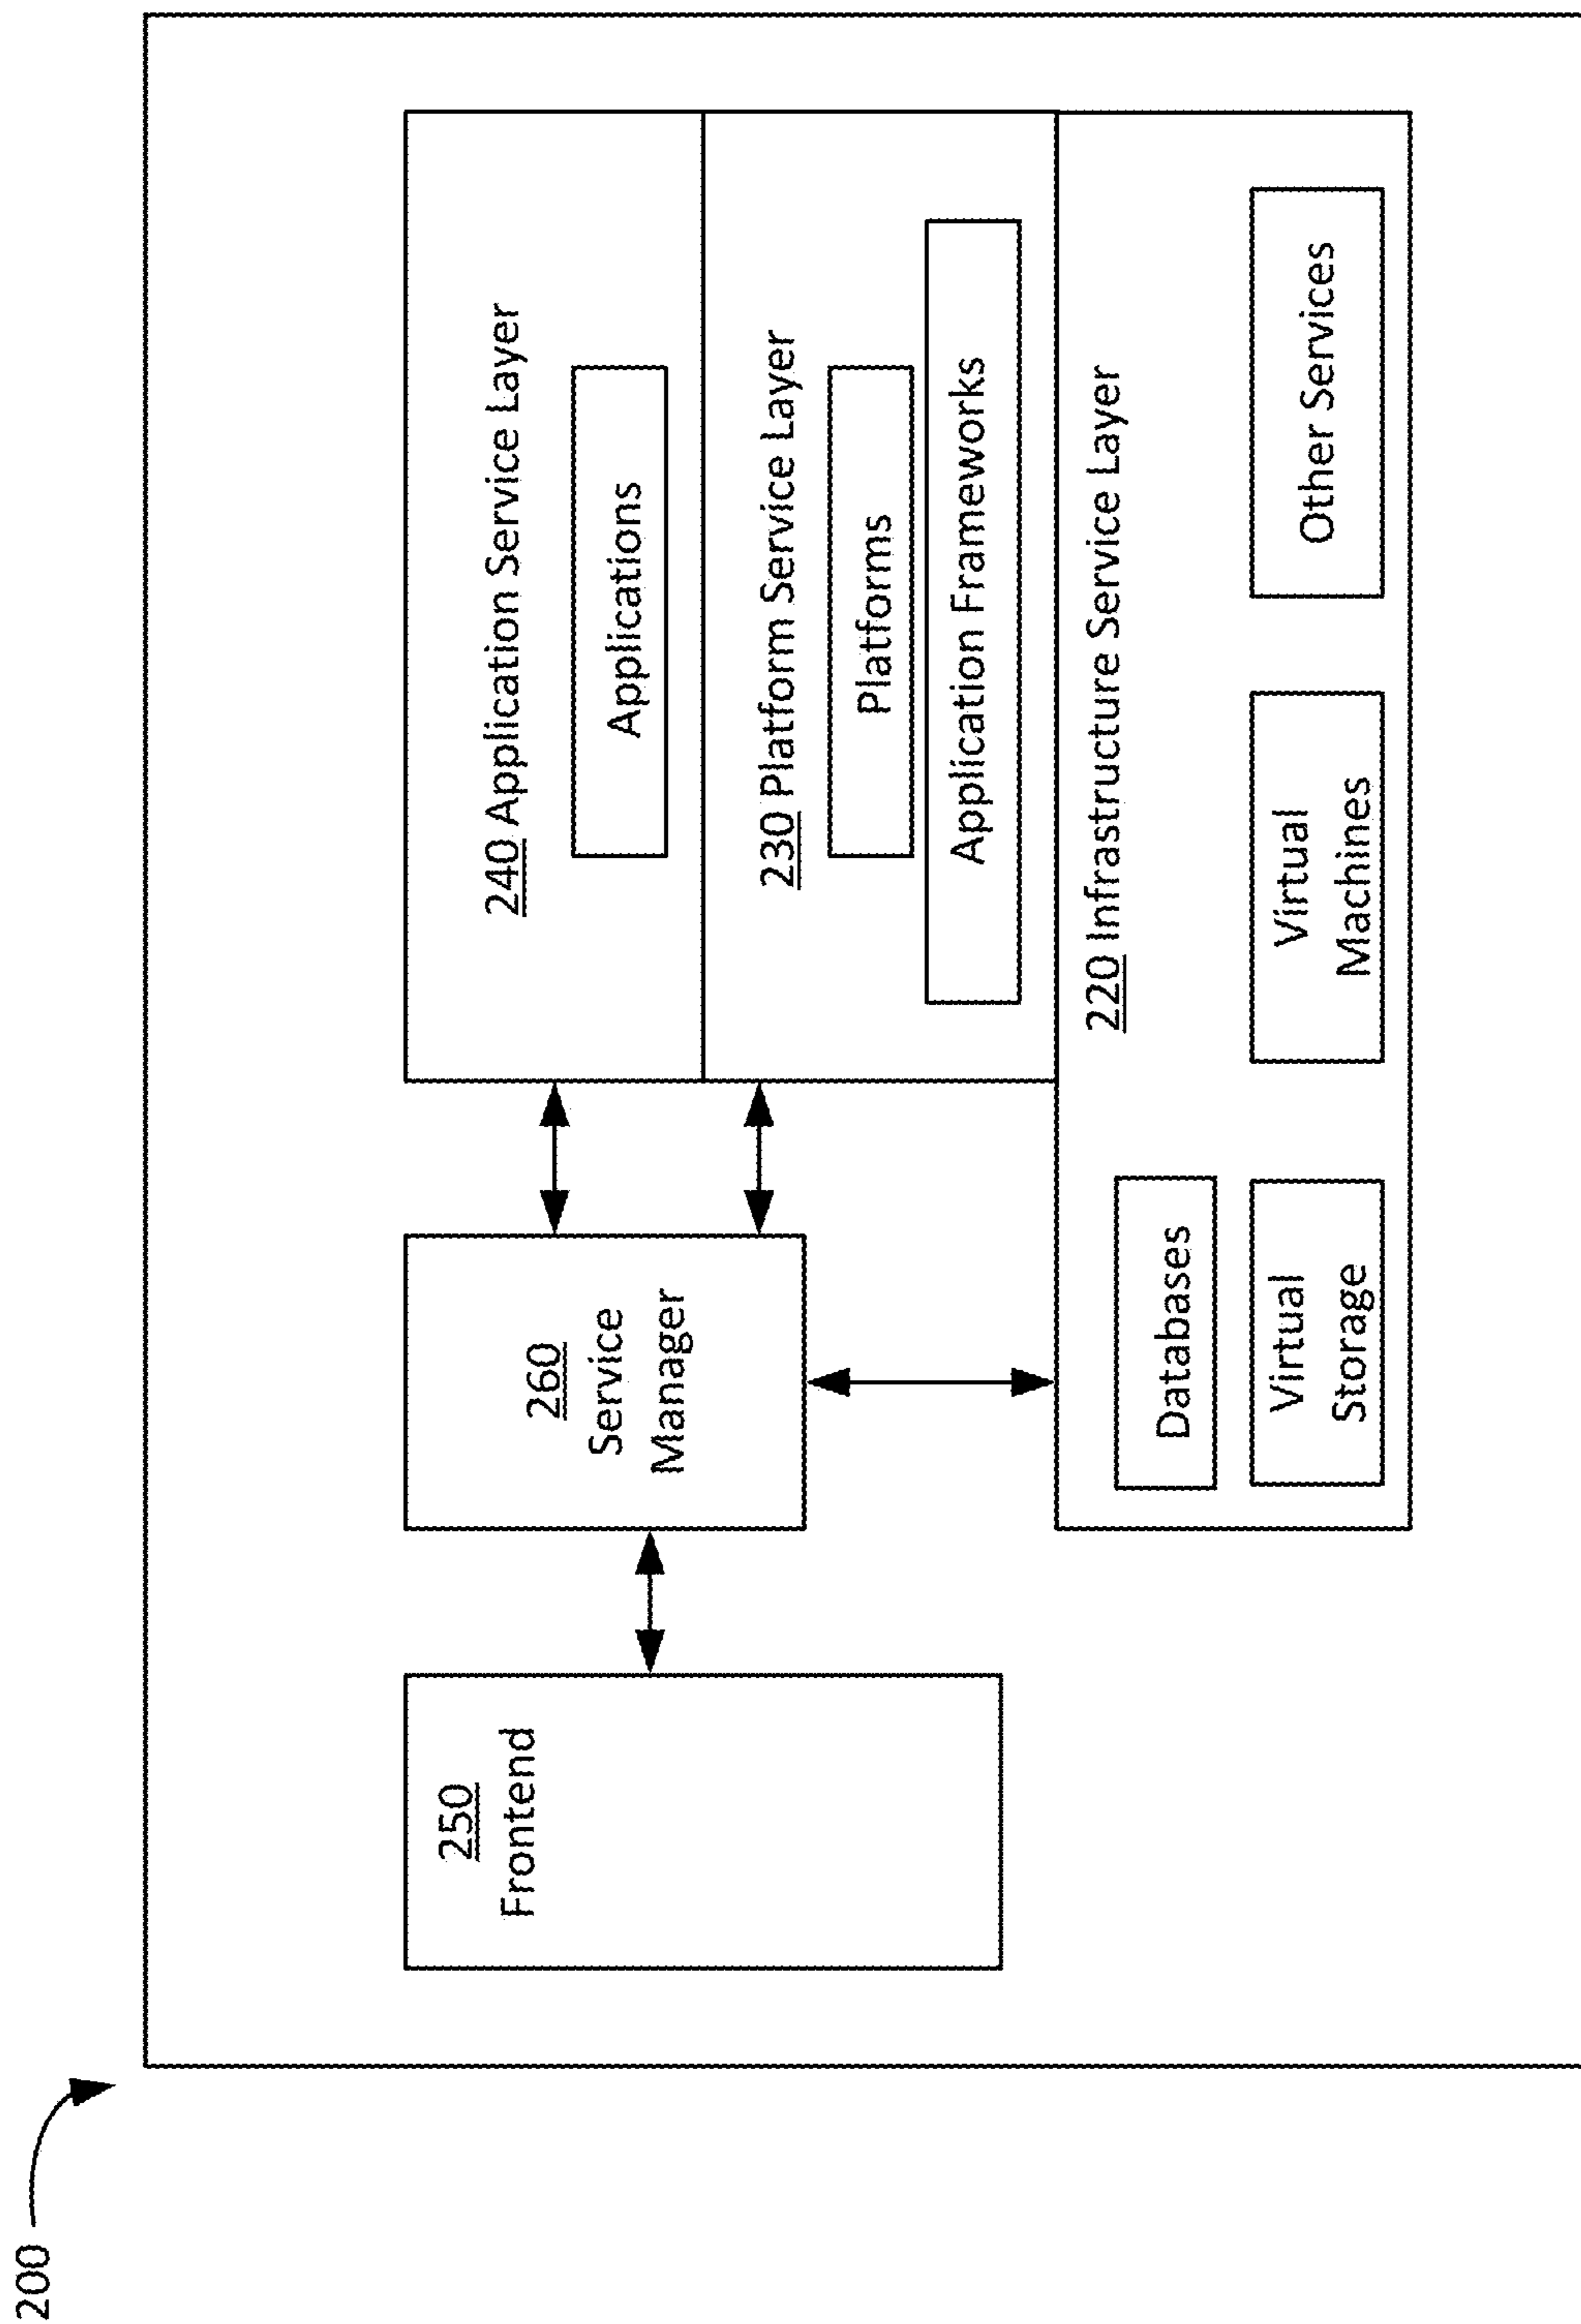 200
250
Frontend
260
Service
Manager
240 Application Service Layer
Applications
230 Platform Service Layer
Platforms
Application Frameworks
220 Infrastructure Service Layer
Databases
Virtual
Storage
Virtual
Machines
Other Services